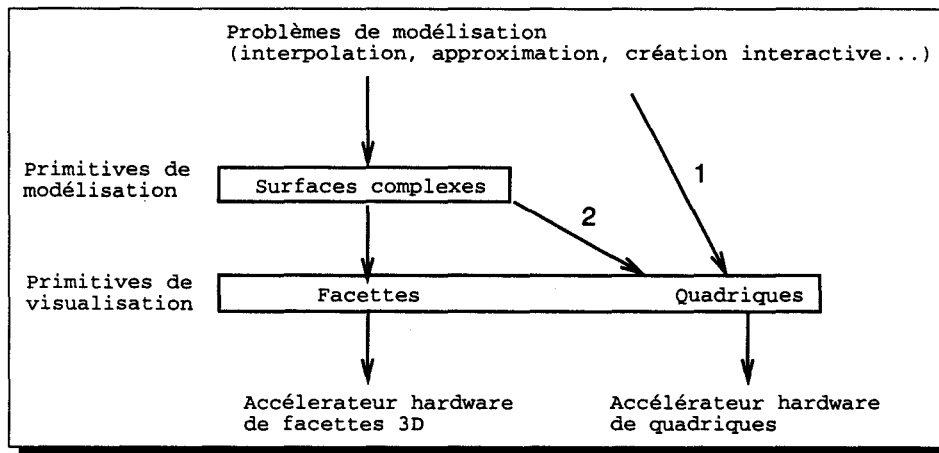 Problèmes de modélisation
(interpolation, approximation, création interactive...)
Primitives de
modélisation
Surfaces complexes
1
2
Primitives de
visualisation
Facettes
Quadriques
Accélerateur hardware
de facettes 3D
Accélérateur hardware
de quadriques